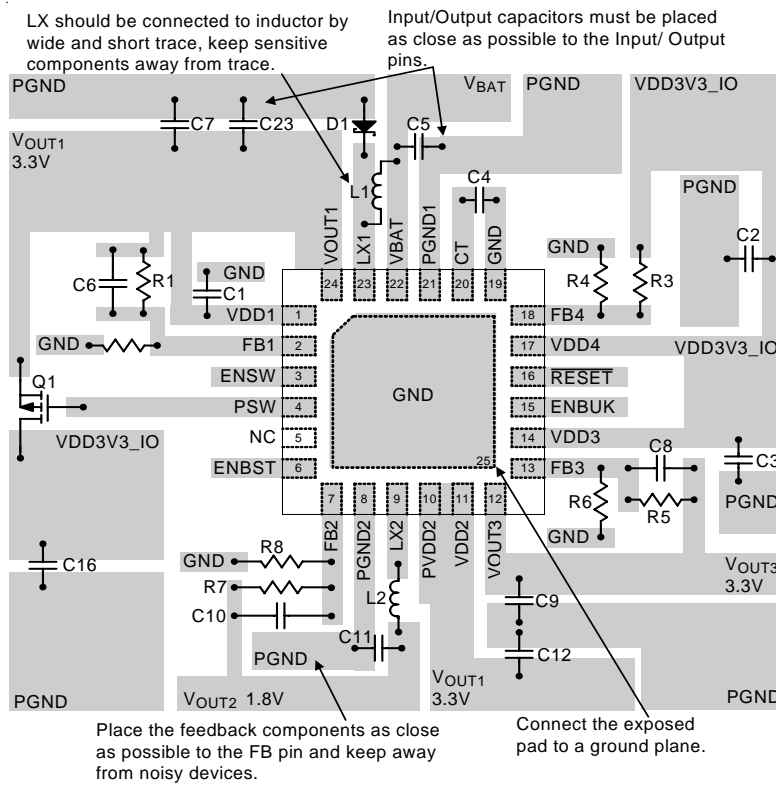 LX should be connected to inductor by
wide and short trace, keep sensitive
components away from trace.
Input/Output capacitors must be placed
as close as possible to the Input/ Output
pins.
PGND
VBAT
PGND
VDD3V3_IO
C7
C23
D1
C5
VOUT1
3.3V
L1
C4
PGND
C2
VOUT1
LX1
VBAT
PGND1
CT
GND
GND
C6
R1
GND
C1
R4
R3
24
23
22
21
20
19
VDD1
1
18
FB4
GND
FB1
2
17
VDD4
VDD3V3_IO
ENSW
3
16
RESET
Q1
PSW
4
GND
15
ENBUK
VDD3V3_IO
NC
5
14
VDD3
C8
C3
ENBST
6
25
13
FB3
R6
R5
PGND
7
8
9
10
11
12
FB2
PGND2
LX2
PVDD2
VDD2
VOUT3
GND
C16
GND
R8
VOUT3
3.3V
R7
L2
C9
C10
C11
C12
PGND
PGND
VOUT2 1.8V
VOUT1
3.3V
PGND
Place the feedback components as close
as possible to the FB pin and keep away
from noisy devices.
Connect the exposed
pad to a ground plane.